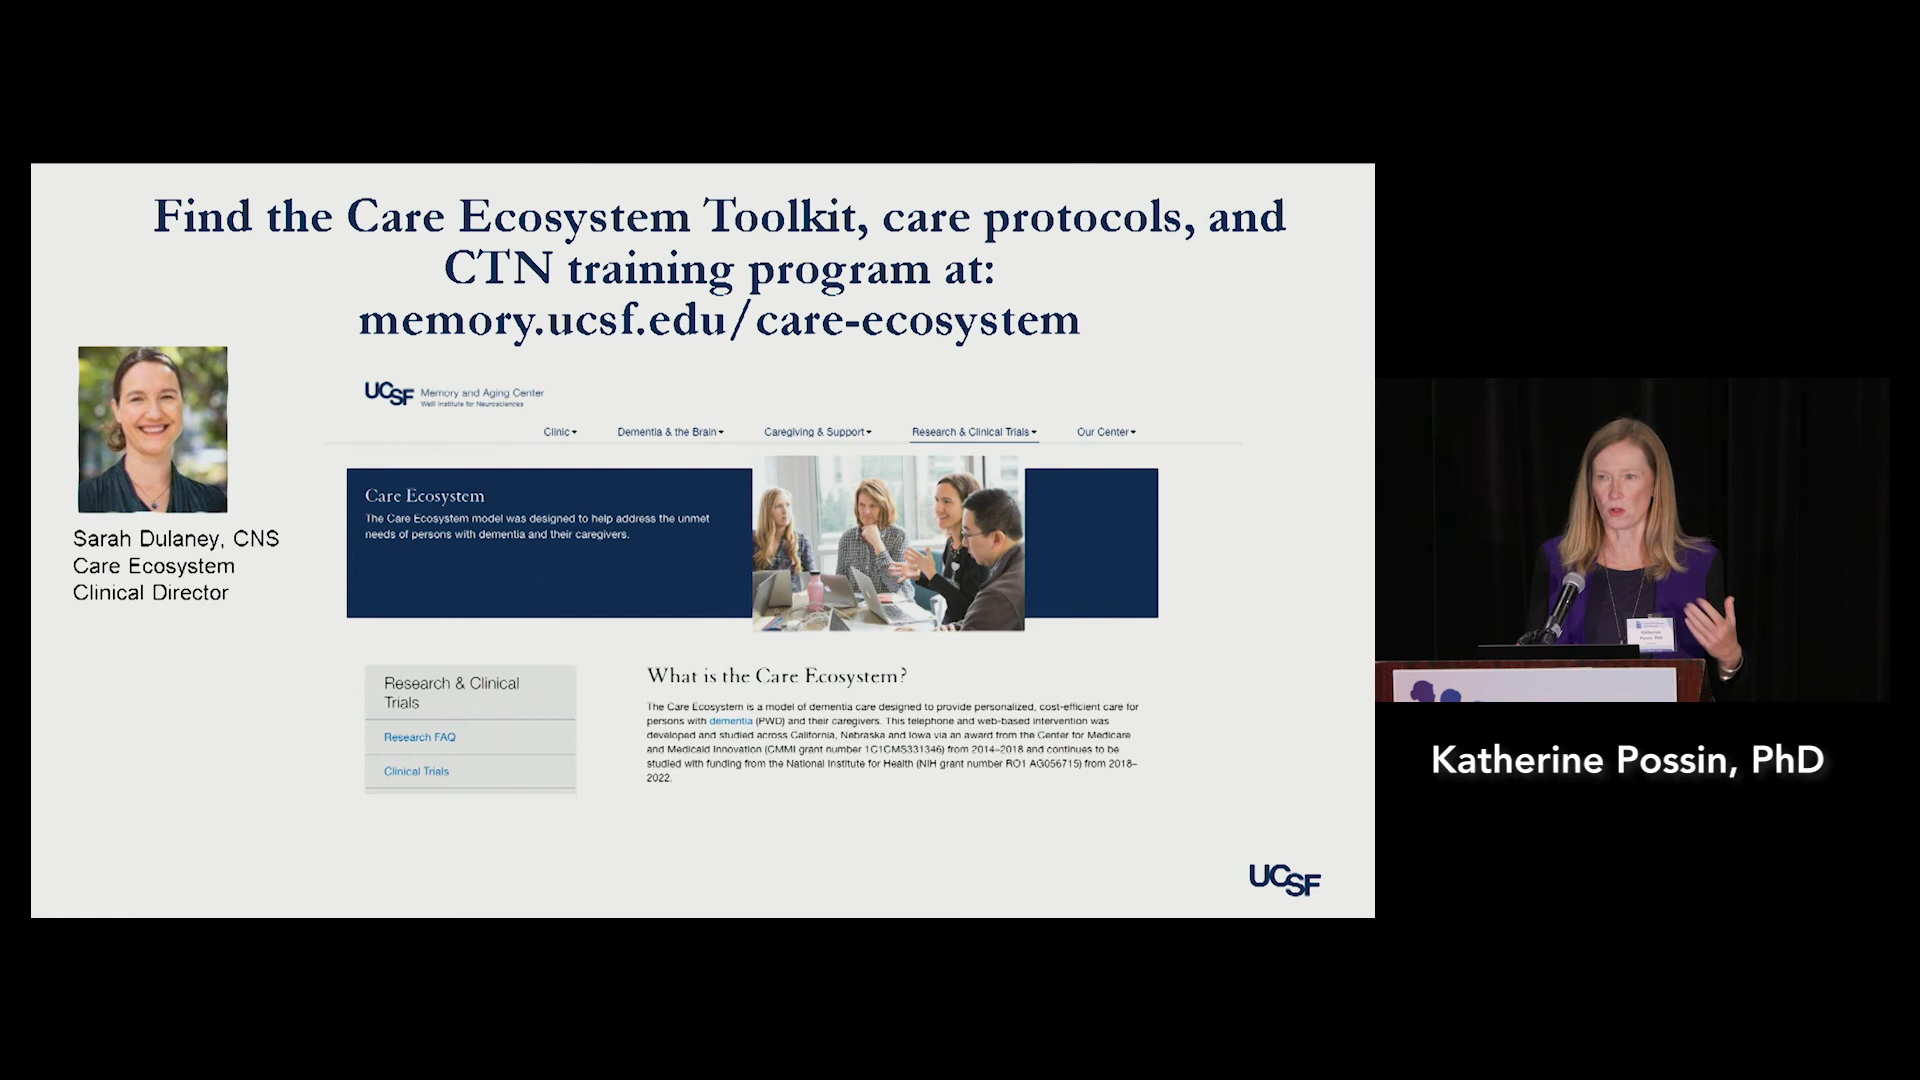 Find the Care Ecosystem Toolkit, care protocols, and
CTN training program at:
memory.ucsf.edu/care-ecosystem
UCSF Memory and Aging Center
Weill Institute for Neurosciences
Clinic
Dementia & the Brain
Caregiving & Support
Research & Clinical Trials
Our Center
Care Ecosystem
The Care Ecosystem model was designed to help address the unmet
needs of persons with dementia and their caregivers.
Sarah Dulaney, CNS
Care Ecosystem
Clinical Director
Research & Clinical
Trials
Research FAQ
Clinical Trials
What is the Care Ecosystem?
The Care Ecosystem is a model of dementia care designed to provide personalized, cost-efficient care for
persons with dementia (PWD) and their caregivers. This telephone and web-based intervention was
developed and studied across California, Nebraska and Iowa via an award from the Center for Medicare
and Medicaid Innovation (CMMI grant number 1C1CMS331346) from 2014–2018 and continues to be
studied with funding from the National Institute for Health (NIH grant number RO1 AG056715) from 2018–
2022.
UCSF
Katherine
Possin, PhD
Katherine Possin, PhD